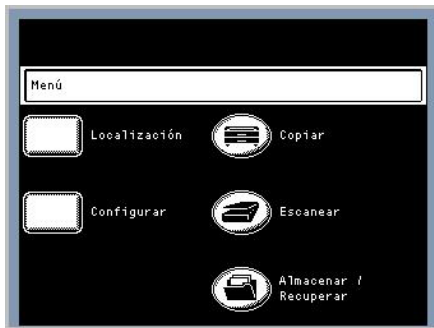 Menú
Localización
Copiar
Configurar
Escanear
Almacenar /
Recuperar